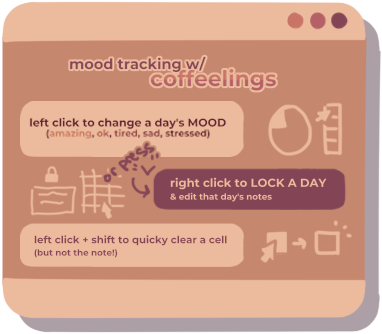 mood tracking w/
coffeelings
left click to change a day's MOOD
(amazing, ok, tired, sad, stressed)
or press
right click to LOCK A DAY
& edit that day's notes
left click + shift to quicky clear a cell
(but not the note!)